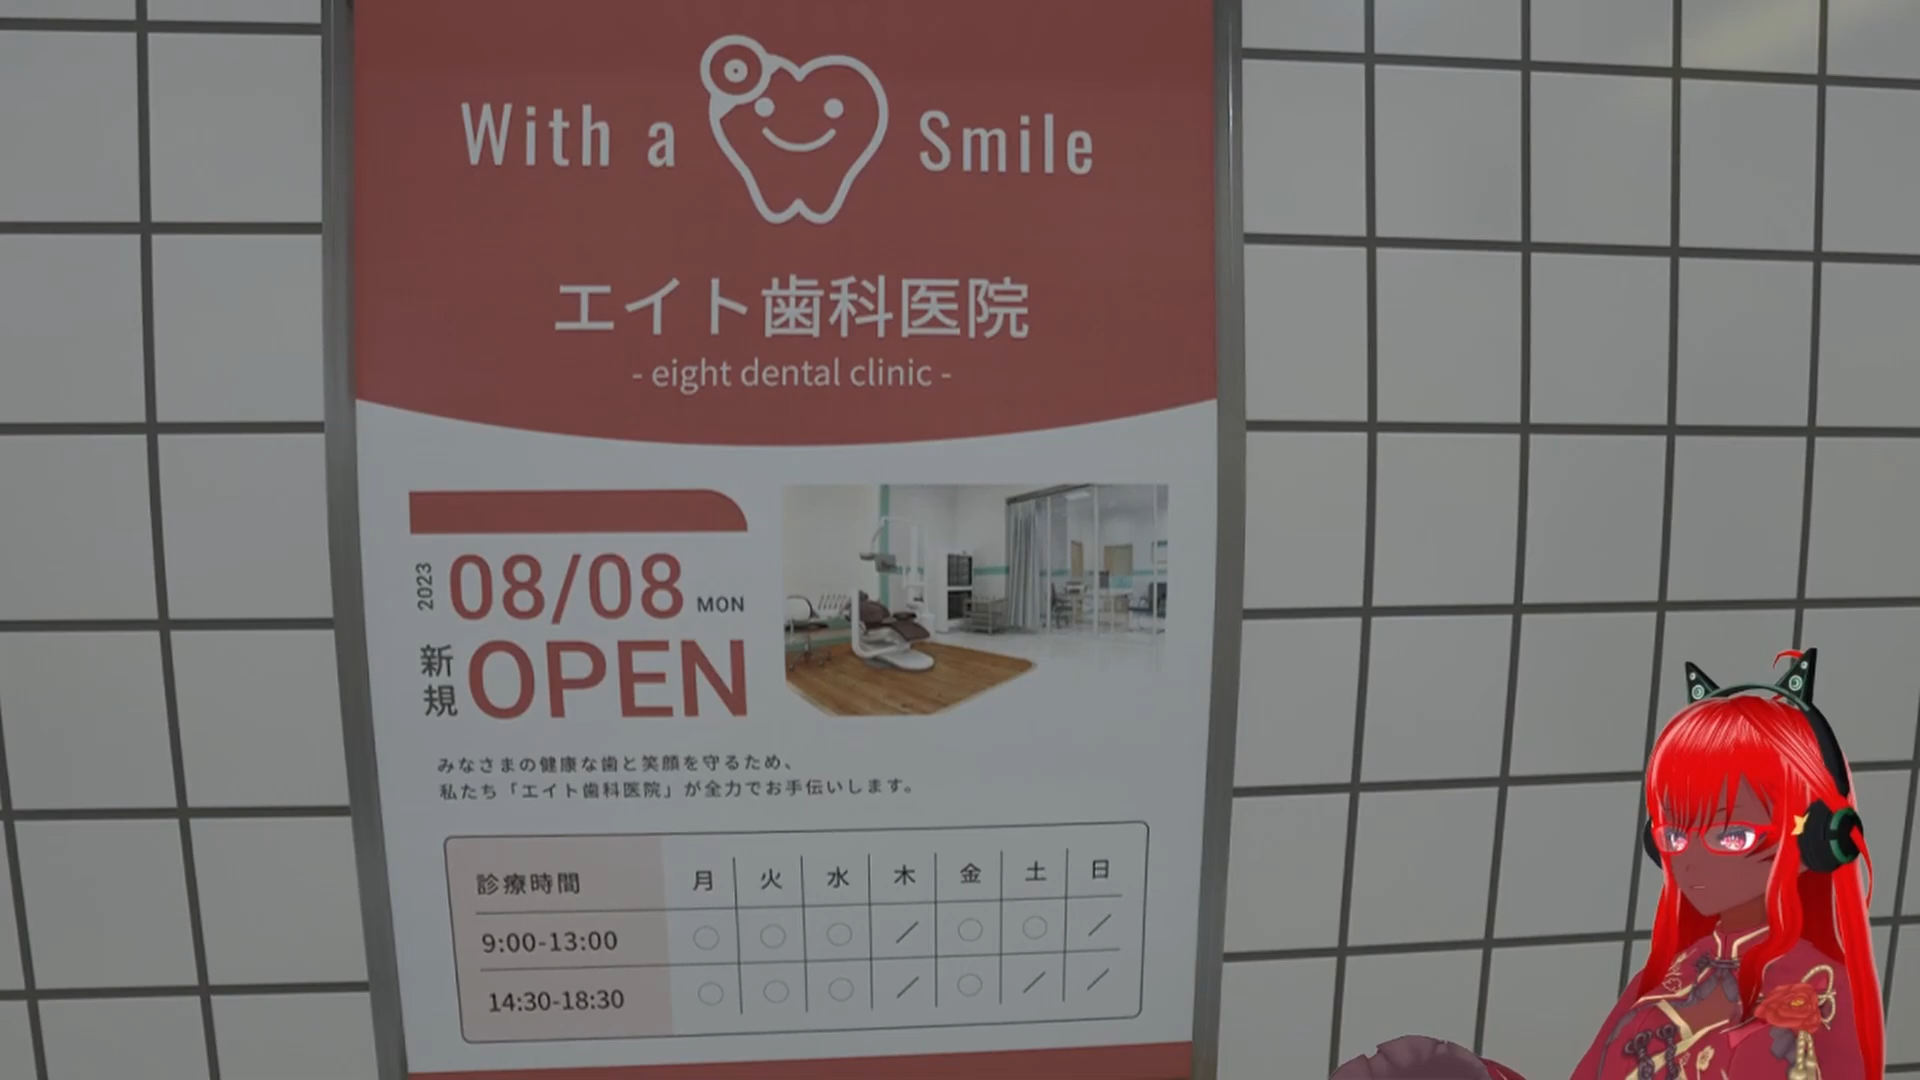 With a Smile
エイト歯科医院
- eight dental clinic -
2023 08/08 MON
新規 OPEN
みなさまの健康な歯と笑顔を守るため、
私たち「エイト歯科医院」が全力でお手伝いします。
診療時間 月 火 水 木 金 土 日
9:00-13:00 ○ ○ ○ / ○ ○ /
14:30-18:30 ○ ○ ○ / ○ / /